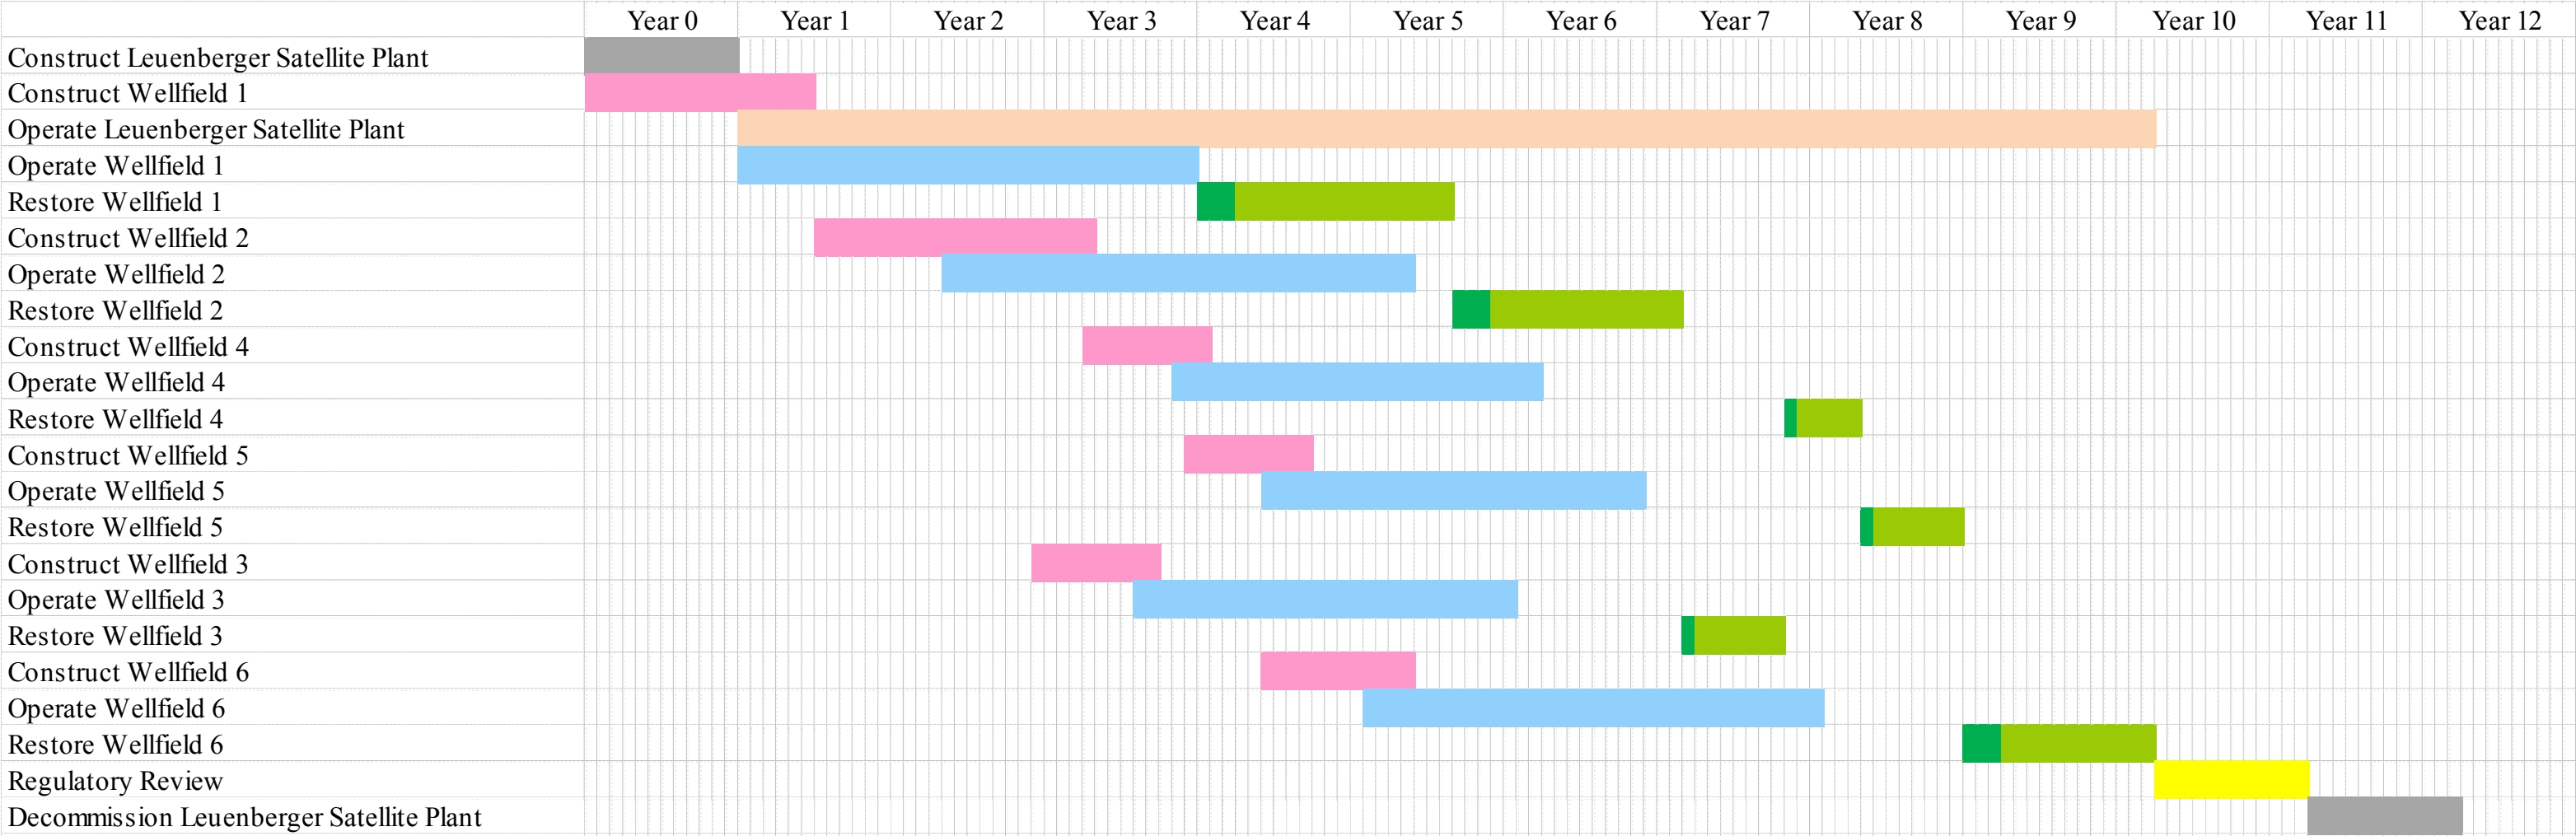 Year 0 Year 1 Year 2 Year 3 Year 4 Year 5 Year 6 Year 7 Year 8 Year 9 Year 10 Year 11 Year 12
Construct Leuenberger Satellite Plant
Construct Wellfield 1
Operate Leuenberger Satellite Plant
Operate Wellfield 1
Restore Wellfield 1
Construct Wellfield 2
Operate Wellfield 2
Restore Wellfield 2
Construct Wellfield 4
Operate Wellfield 4
Restore Wellfield 4
Construct Wellfield 5
Operate Wellfield 5
Restore Wellfield 5
Construct Wellfield 3
Operate Wellfield 3
Restore Wellfield 3
Construct Wellfield 6
Operate Wellfield 6
Restore Wellfield 6
Regulatory Review
Decommission Leuenberger Satellite Plant